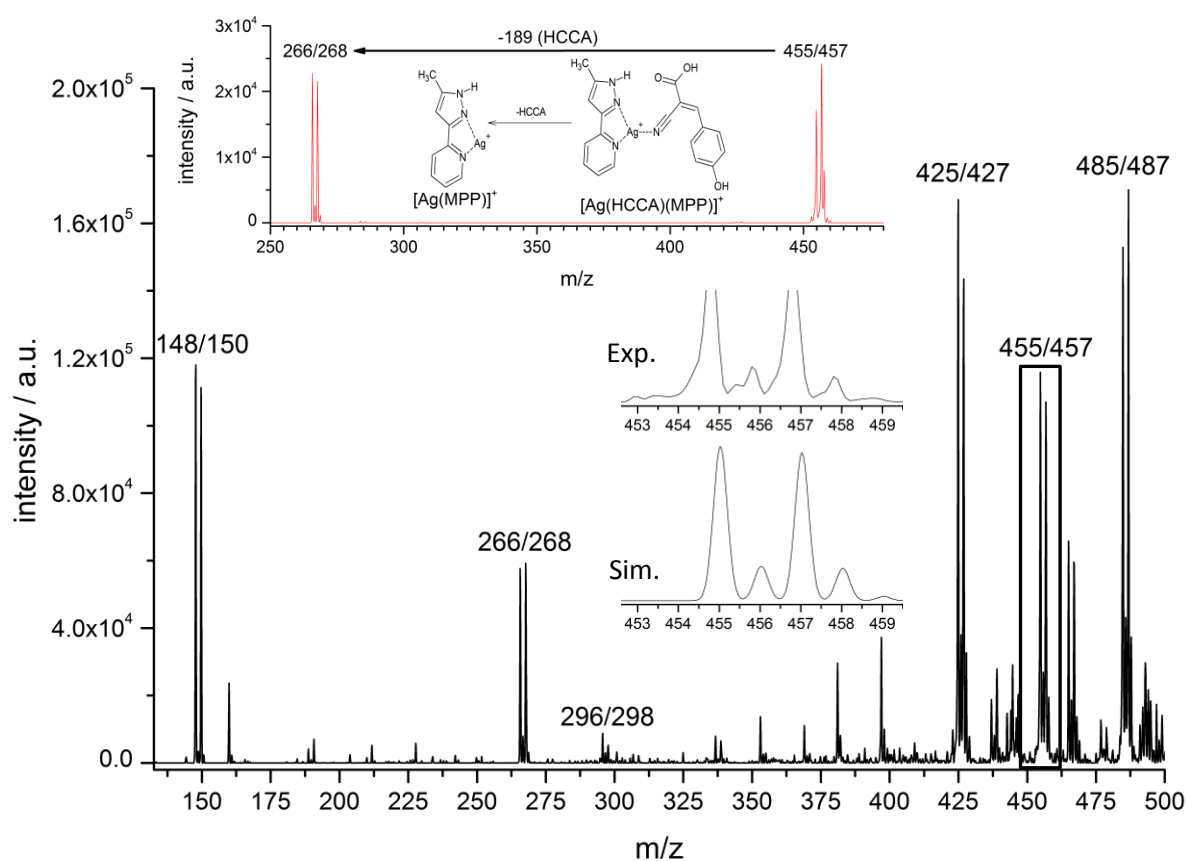 3x10⁴
2x10⁴
1x10⁴
0
intensity / a.u.
250 300 350 400 450
m/z
-189 (HCCA)
266/268
455/457
H₃C
N
H
N
N
Ag
+
[Ag(MPP)]⁺
-HCCA
H₃C
N
H
N
N
Ag
+
N
O
OH
OH
[Ag(HCCA)(MPP)]⁺
2.0x10⁵
1.6x10⁵
1.2x10⁵
8.0x10⁴
4.0x10⁴
0.0
intensity / a.u.
148/150
266/268
296/298
425/427
455/457
485/487
Exp.
453 454 455 456 457 458 459
Sim.
453 454 455 456 457 458 459
150 175 200 225 250 275 300 325 350 375 400 425 450 475 500
m/z